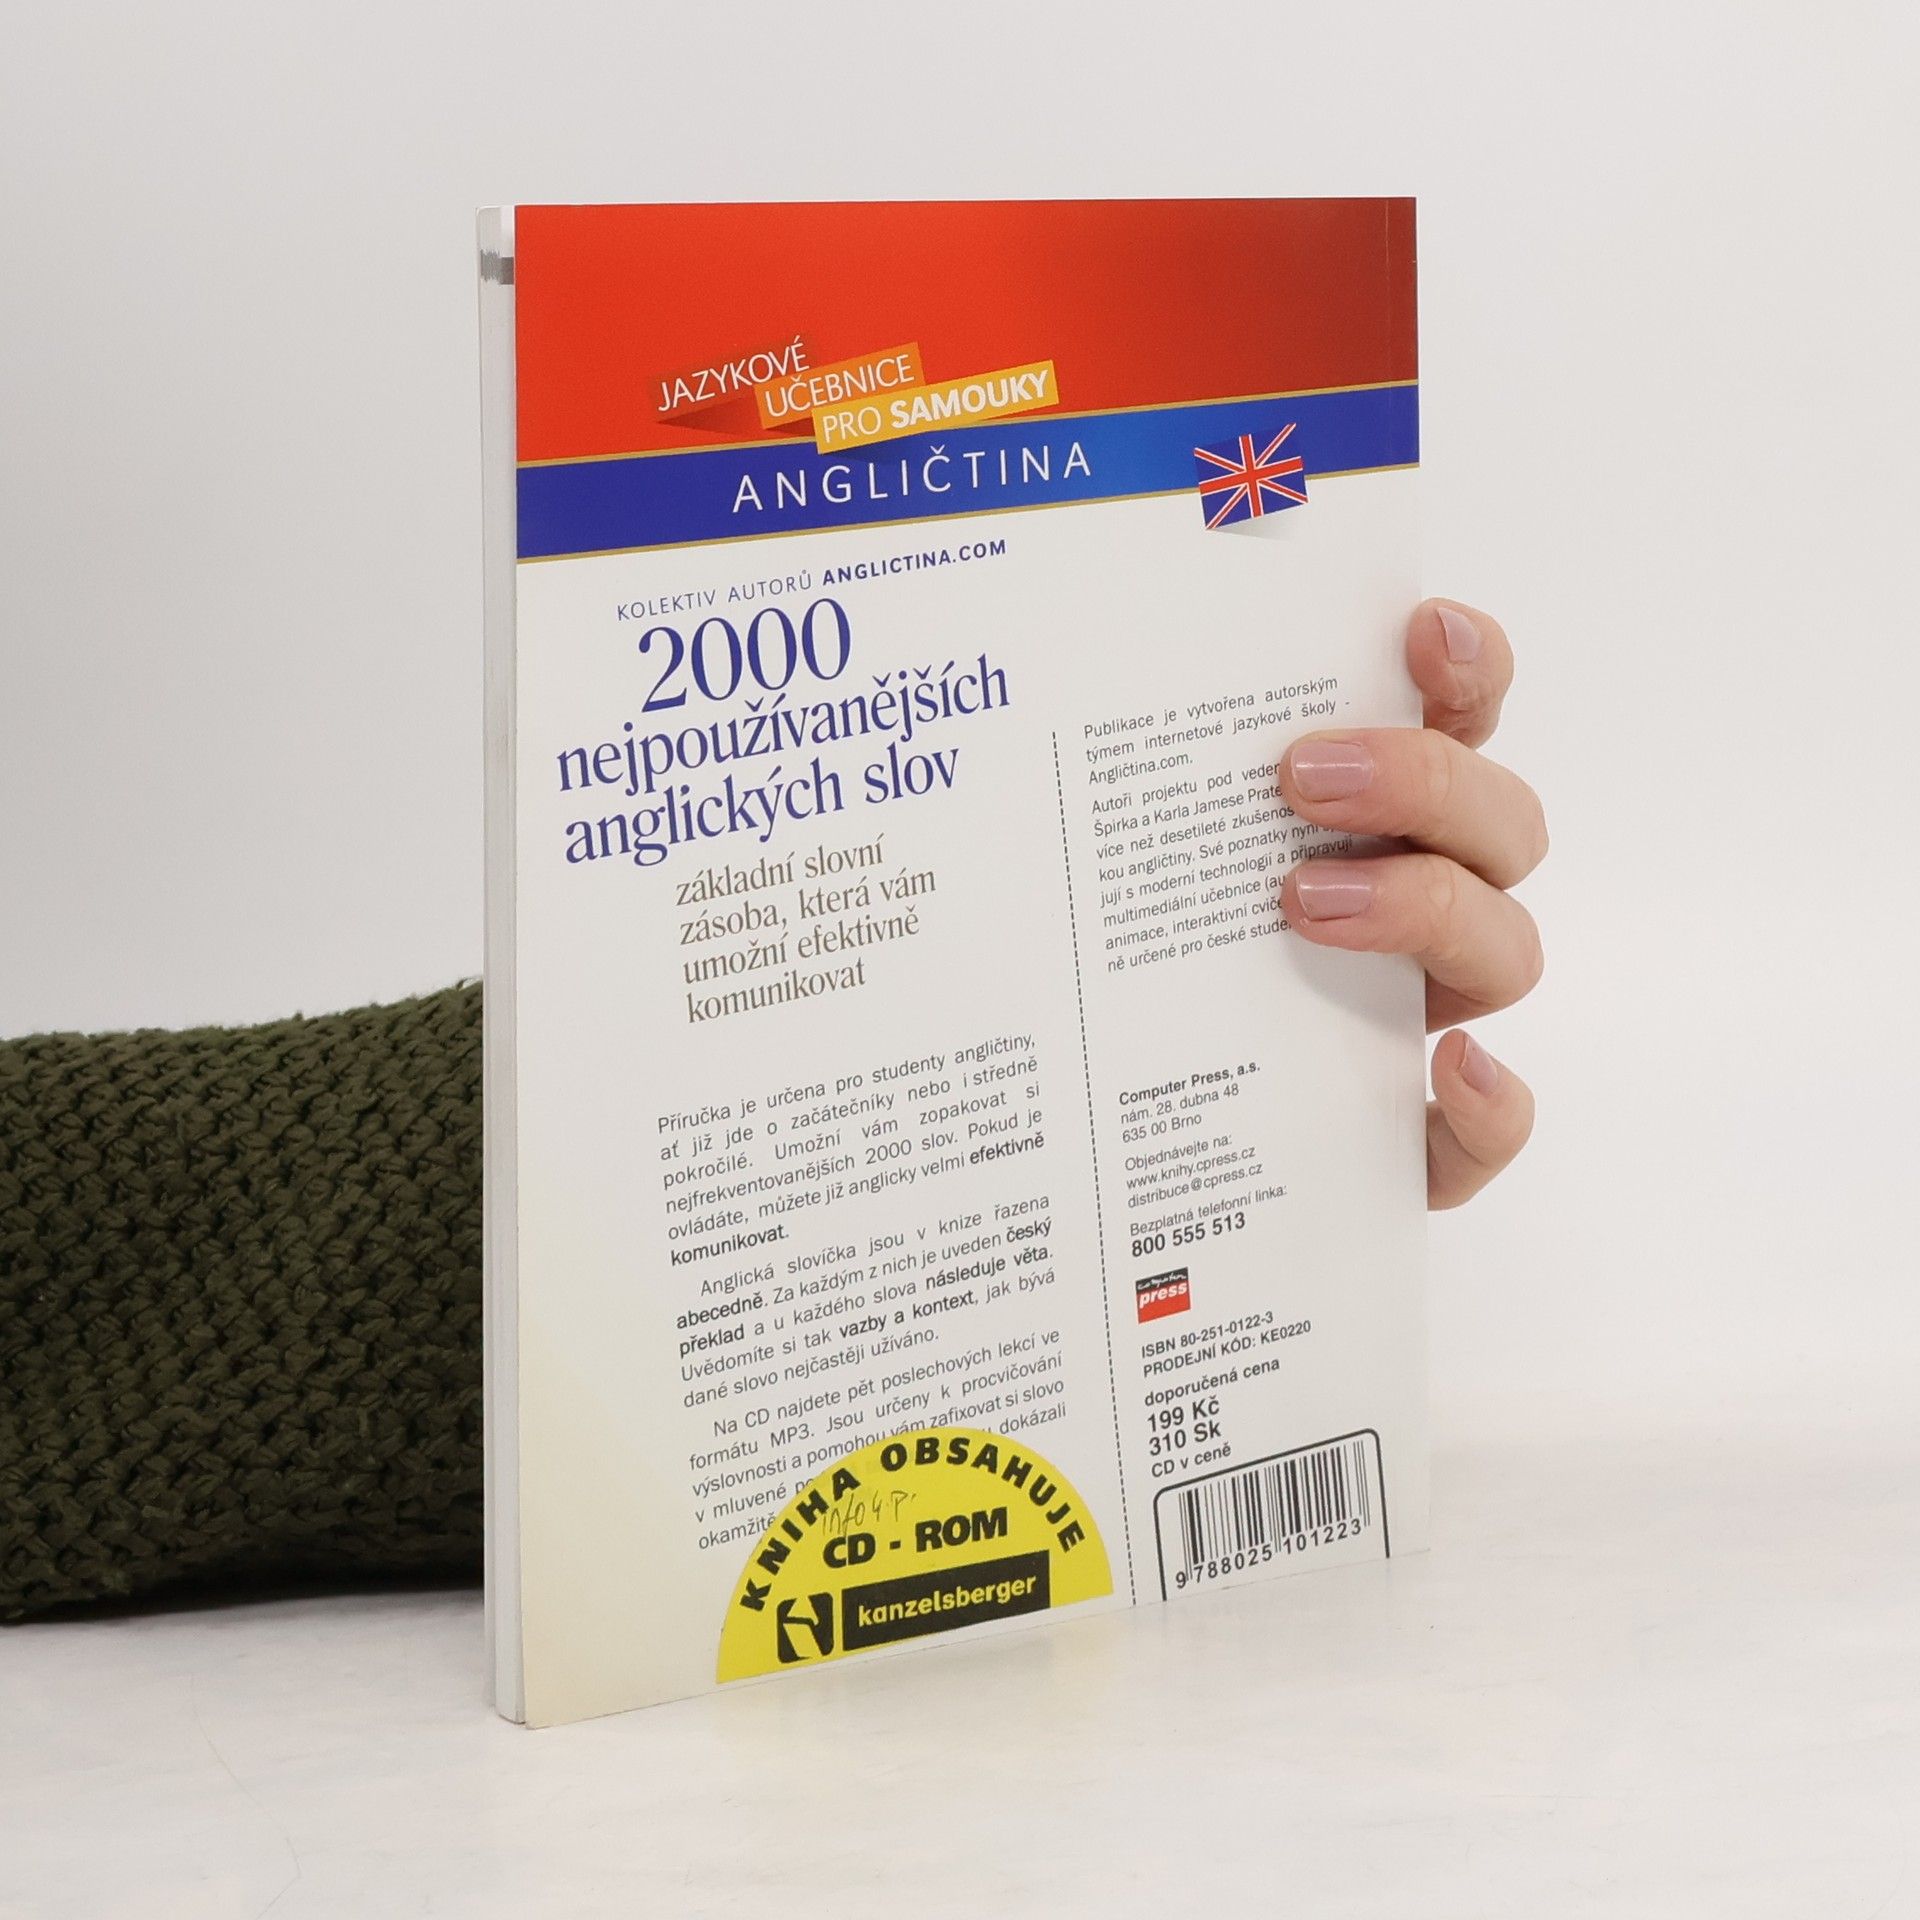 JAZYKOVÉ
UČEBNICE
PRO SAMOUKY
ANGLIČTINA
KOLEKTIV AUTORŮ ANGLICTINA.COM
2000
nejpoužívanějších
anglických slov
základní slovní
zásoba, která vám
umožní efektivně
komunikovat
Příručka je určena pro studenty angličtiny,
ať již jde o začátečníky nebo i středně
pokročilé. Umožní vám zopakovat si
nejfrekventovanějších 2000 slov. Pokud je
ovládáte, můžete již anglicky velmi efektivně
komunikovat.
Anglická slovíčka jsou v knize řazena
abecedně. Za každým z nich je uveden český
překlad a u každého slova následuje věta.
Uvědomíte si tak vazby a kontext, jak bývá
dané slovo nejčastěji užíváno.
Na CD najdete pět poslechových lekcí ve
formátu MP3. Jsou určeny k procvičování
výslovnosti a pomohou vám zafixovat si slovo
v mluvené dokázali
okamžitě
KNIHA OBSAHUJE
CD - ROM
kanzelsberger
Publikace je vytvořena autorským
týmem internetové jazykové školy -
Angličtina.com.
Autoři projektu pod
Špirka a Karla Jamese
více než desetileté
kou angličtiny. Své poznatky nyní
jují s moderní technologií a připravují
multimediální učebnice
animace, interaktivní
ně určené pro české
Computer Press, a.s.
nám. 28. dubna 48
635 00 Brno
Objednávejte na:
www.knihy.cpress.cz
distribuce@cpress.cz
Bezplatná telefonní linka:
800 555 513
computer
press
ISBN 80-251-0122-3
PRODEJNÍ KÓD: KE0220
doporučená cena
199 Kč
310 Sk
CD v ceně
9 788025 101223